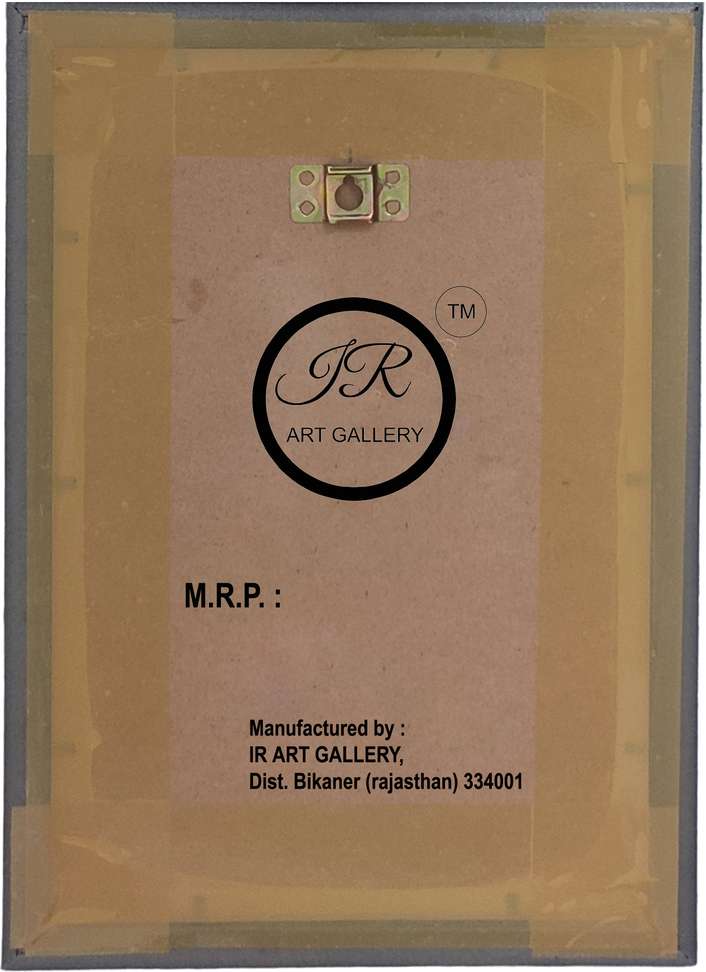 TM
IR
ART GALLERY
M.R.P. :
Manufactured by :
IR ART GALLERY,
Dist. Bikaner (rajasthan) 334001